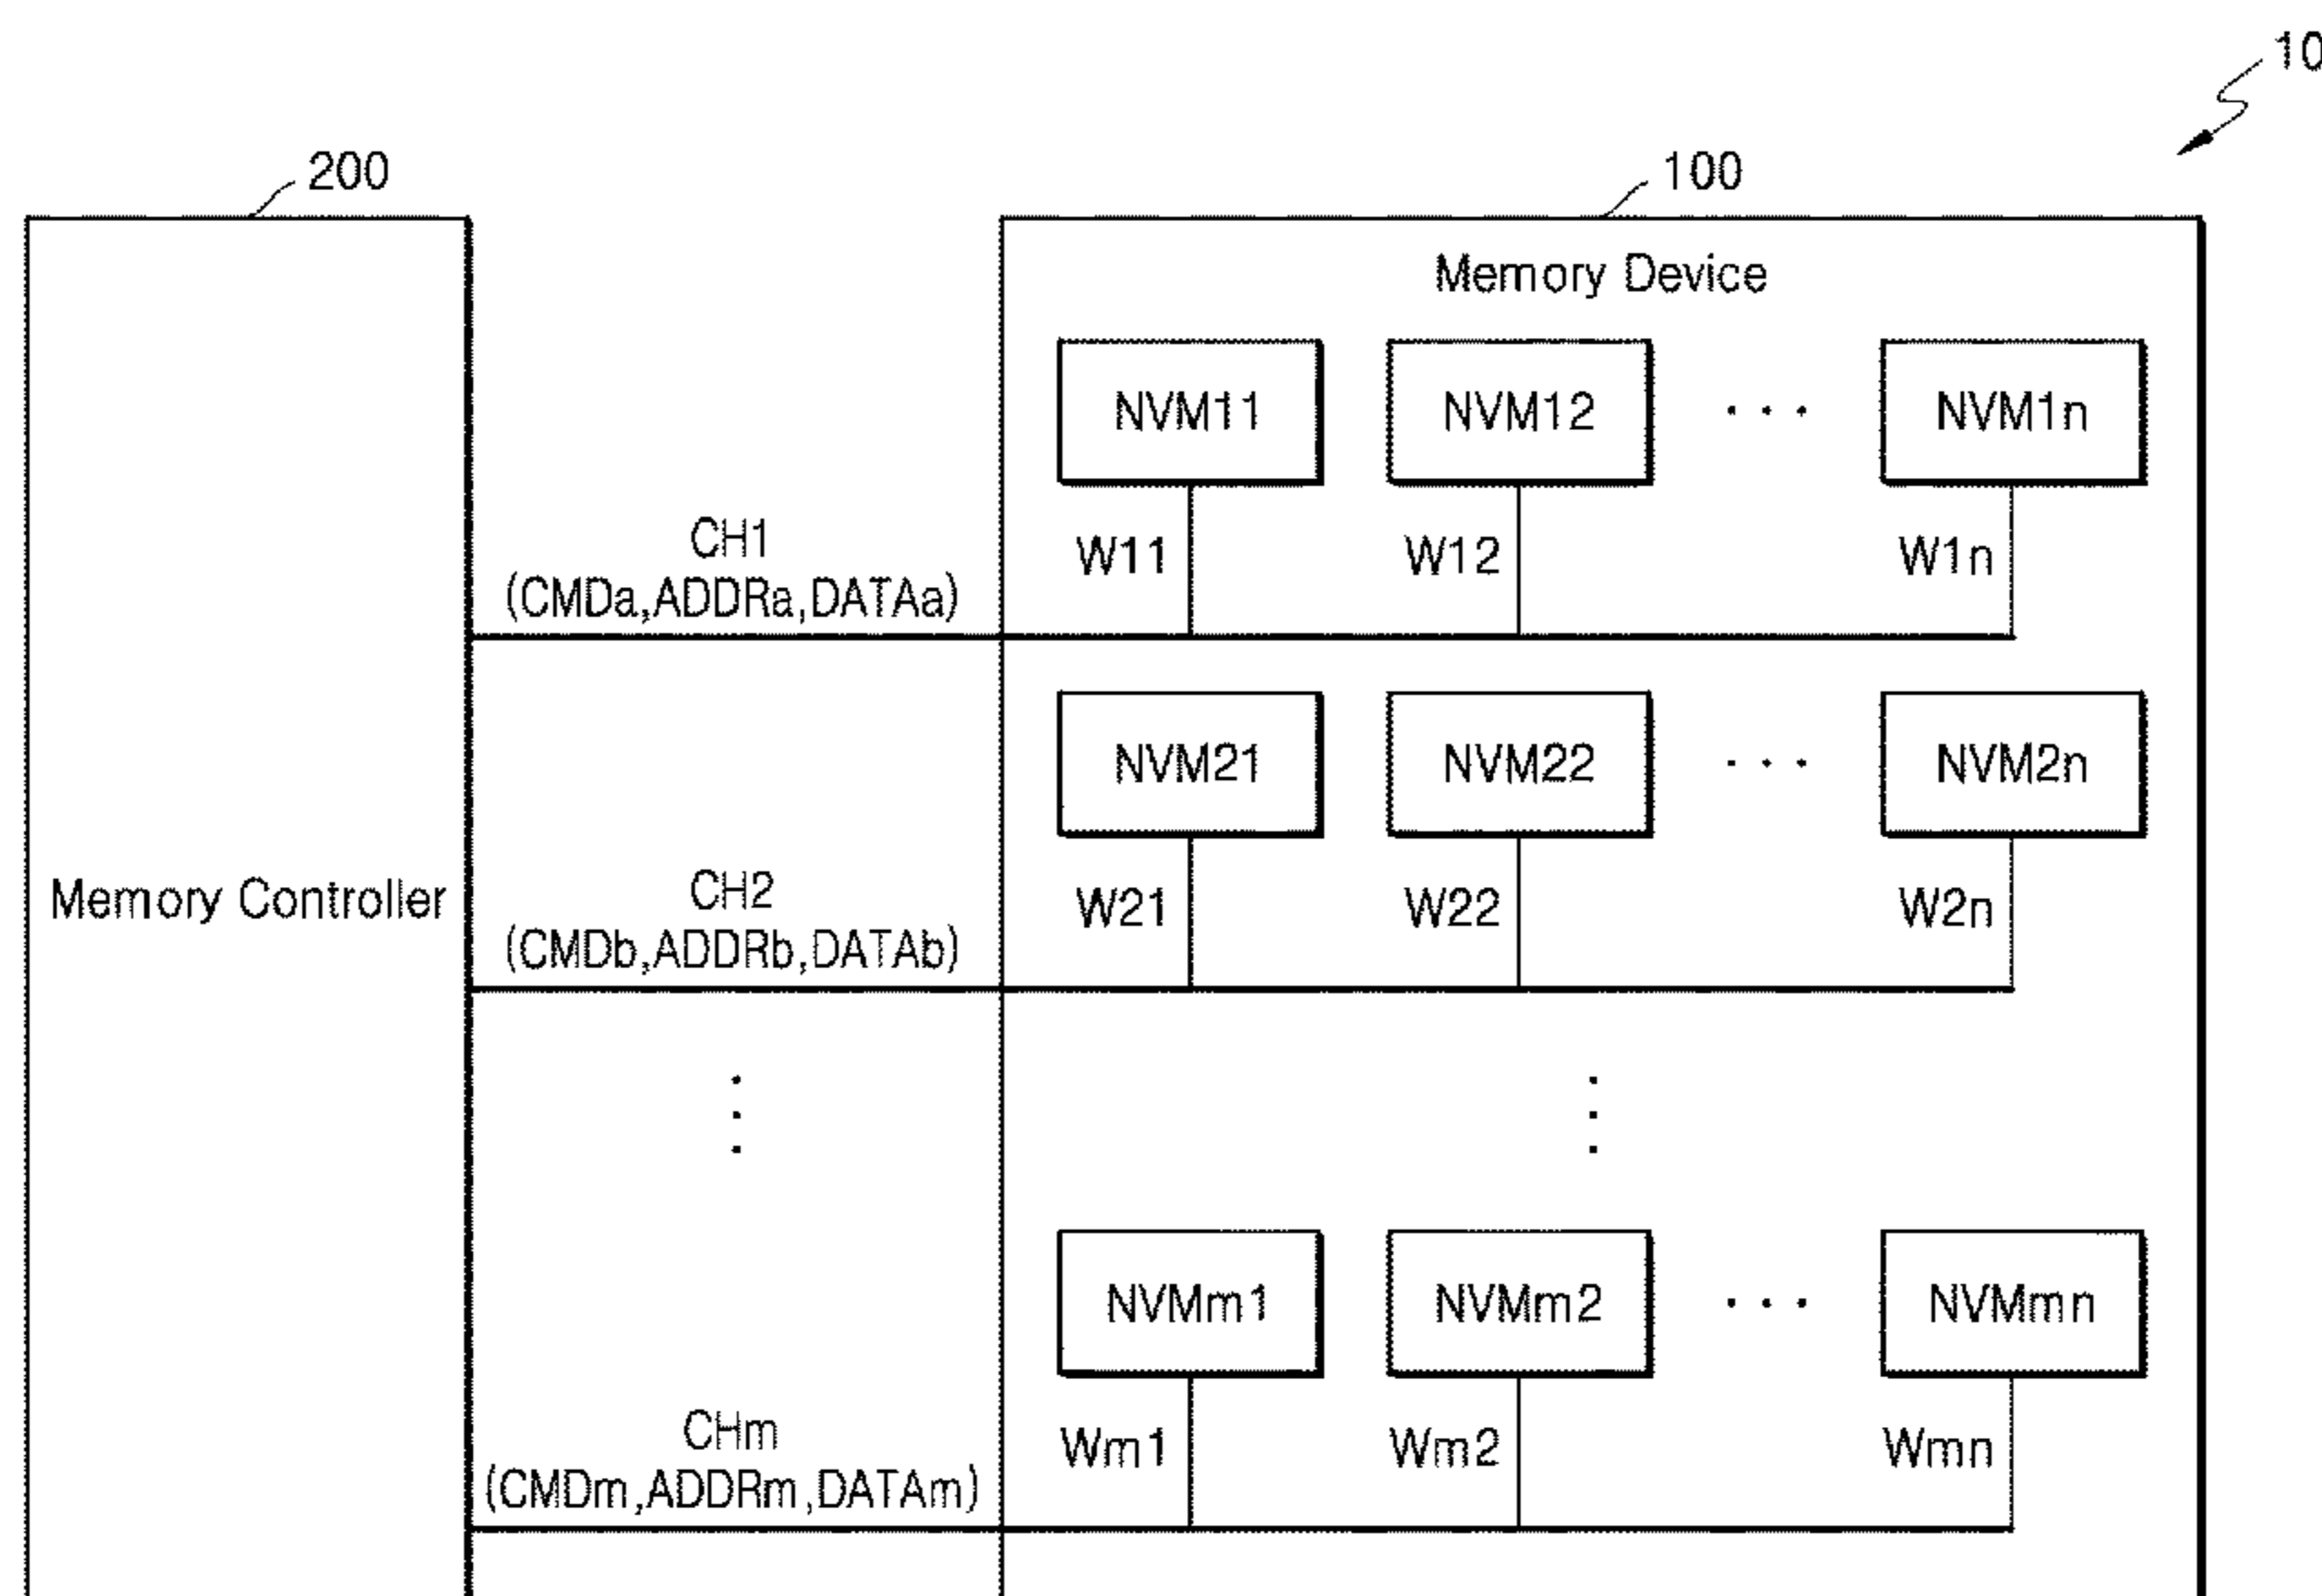 10
200
100
Memory Device
NVM11 NVM12 · · · NVM1n
CH1
W11 W12 W1n
(CMDa,ADDRa,DATAa)
NVM21 NVM22 · · · NVM2n
Memory Controller
CH2
W21 W22 W2n
(CMDb,ADDRb,DATAb)
NVMm1 NVMm2 · · · NVMmn
CHm
Wm1 Wm2 Wmn
(CMDm,ADDRm,DATAm)